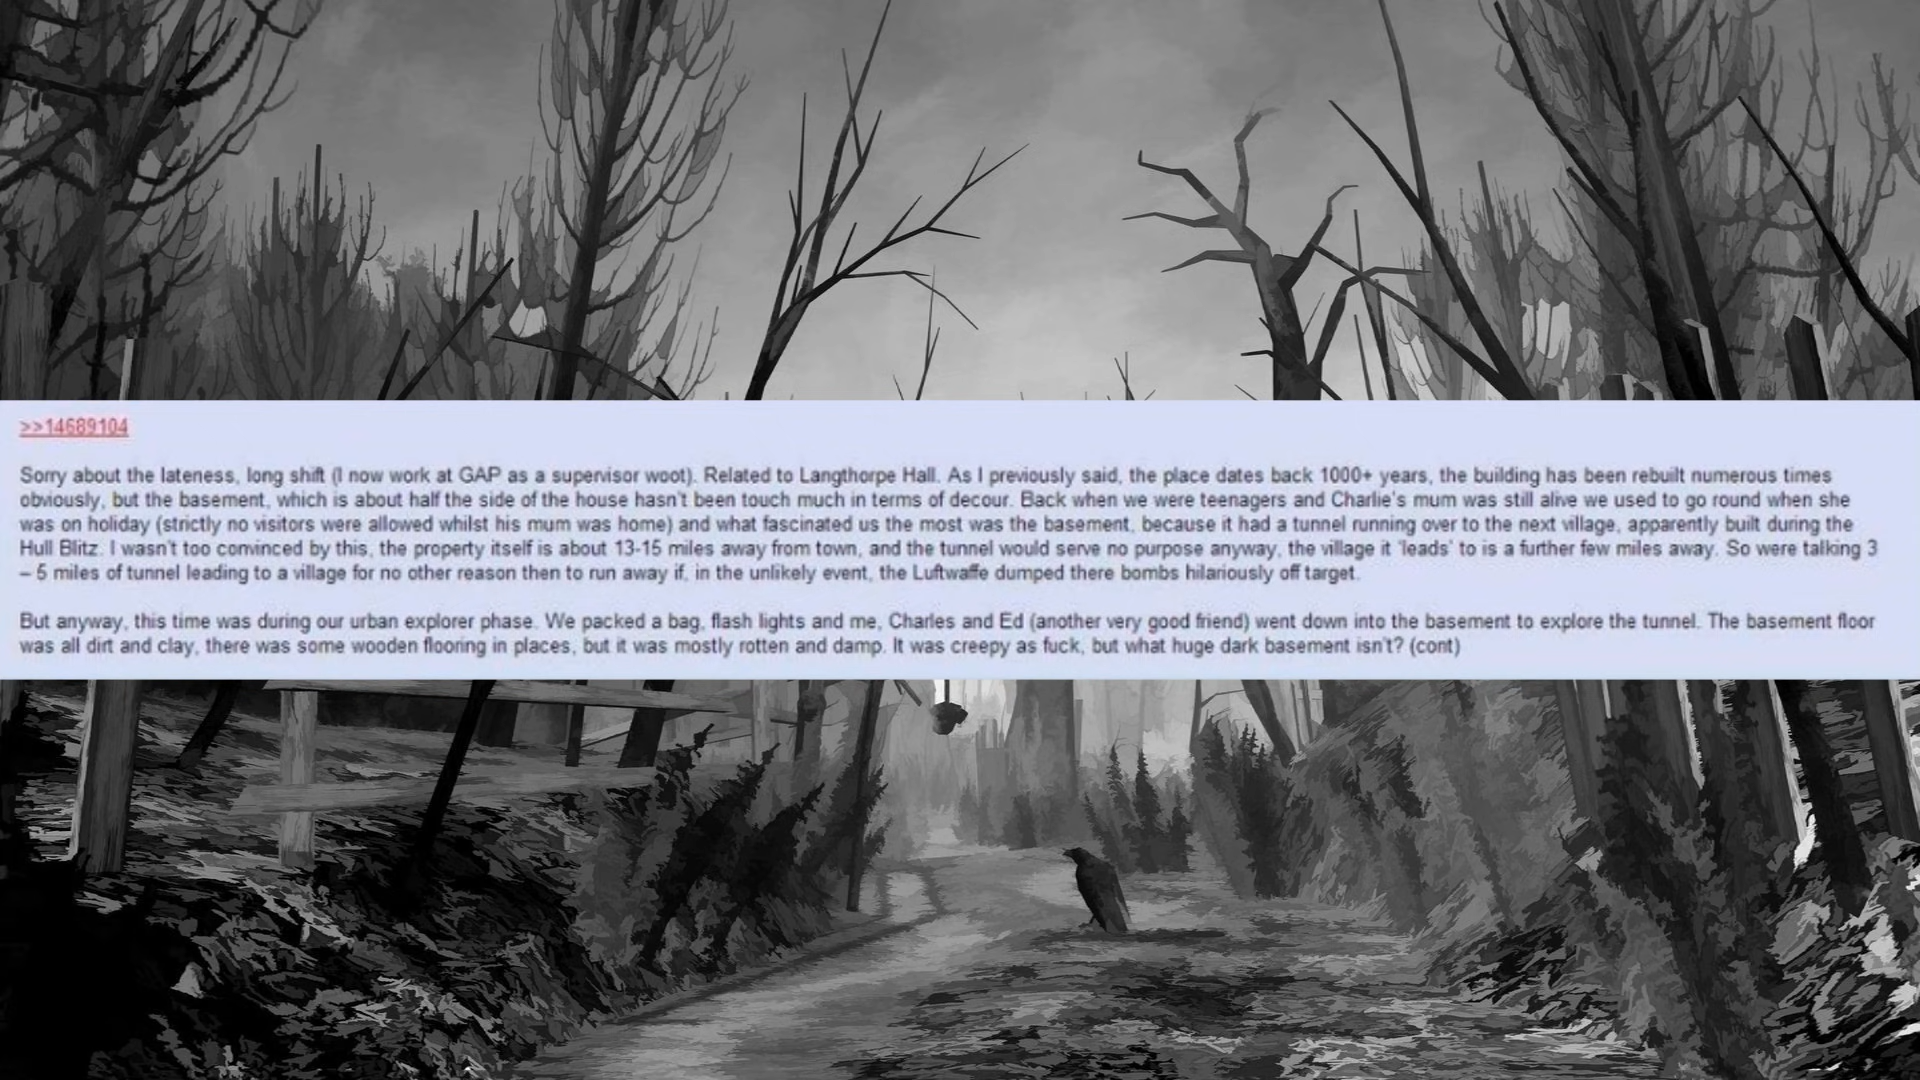 >>14689104
Sorry about the lateness, long shift (I now work at GAP as a supervisor woot). Related to Langthorpe Hall. As I previously said, the place dates back 1000+ years, the building has been rebuilt numerous times
obviously, but the basement, which is about half the side of the house hasn't been touch much in terms of decour. Back when we were teenagers and Charlie's mum was still alive we used to go round when she
was on holiday (strictly no visitors were allowed whilst his mum was home) and what fascinated us the most was the basement, because it had a tunnel running over to the next village, apparently built during the
Hull Blitz. I wasn't too convinced by this, the property itself is about 13-15 miles away from town, and the tunnel would serve no purpose anyway, the village it 'leads' to is a further few miles away. So were talking 3
– 5 miles of tunnel leading to a village for no other reason then to run away if, in the unlikely event, the Luftwaffe dumped there bombs hilariously off target.
But anyway, this time was during our urban explorer phase. We packed a bag, flash lights and me, Charles and Ed (another very good friend) went down into the basement to explore the tunnel. The basement floor
was all dirt and clay, there was some wooden flooring in places, but it was mostly rotten and damp. It was creepy as fuck, but what huge dark basement isn't? (cont)